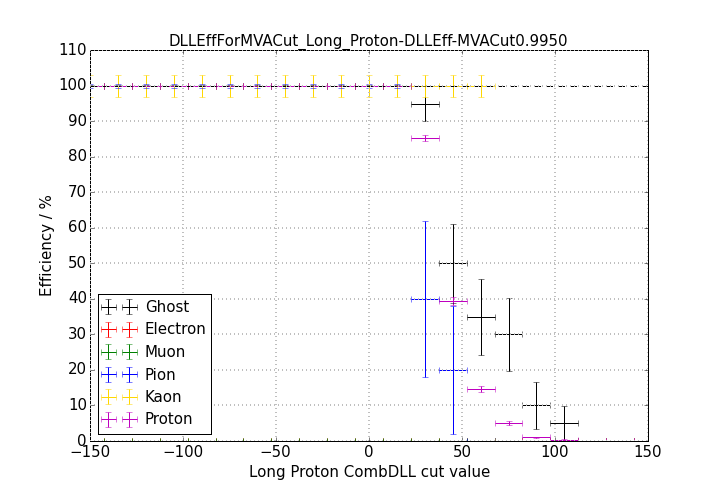 DLLEffForMVACut_Long_Proton-DLLEff-MVACut0.9950
110
100
90
80
70
60
50
40
30
20
10
0
Efficiency / %
Ghost
Electron
Muon
Pion
Kaon
Proton
−150
−100
−50
0
50
100
150
Long Proton CombDLL cut value